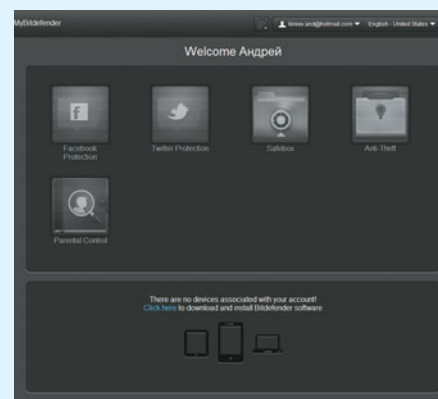 MyBitdefender
English - United States
Welcome Андрей
Facebook
Protection
Twitter Protection
Safebox
Anti-Theft
Parental Control
There are no devices associated with your account!
Click here to download and install Bitdefender software